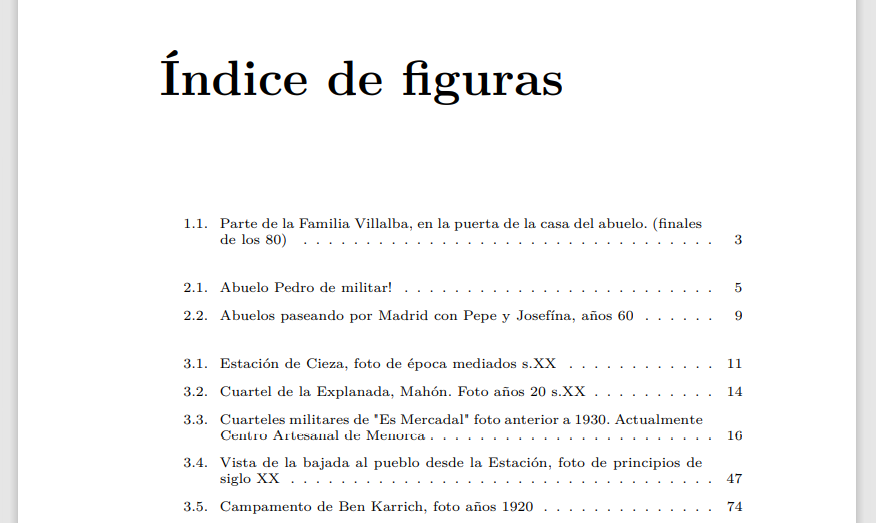 Índice de figuras
1.1. Parte de la Familia Villalba, en la puerta de la casa del abuelo. (finales
de los 80) . . . . . . . . . . . . . . . . . . . . . . . . . . . . . . . . . 3
2.1. Abuelo Pedro de militar! . . . . . . . . . . . . . . . . . . . . . . . . . 5
2.2. Abuelos paseando por Madrid con Pepe y Josefína, años 60 . . . . . . 9
3.1. Estación de Cieza, foto de época mediados s.XX . . . . . . . . . . . . 11
3.2. Cuartel de la Explanada, Mahón. Foto años 20 s.XX . . . . . . . . . . 14
3.3. Cuarteles militares de "Es Mercadal" foto anterior a 1930. Actualmente
Centro Artesanal de Menorca . . . . . . . . . . . . . . . . . . . . . . . 16
3.4. Vista de la bajada al pueblo desde la Estación, foto de principios de
siglo XX . . . . . . . . . . . . . . . . . . . . . . . . . . . . . . . . . . 47
3.5. Campamento de Ben Karrich, foto años 1920 . . . . . . . . . . . . . . 74